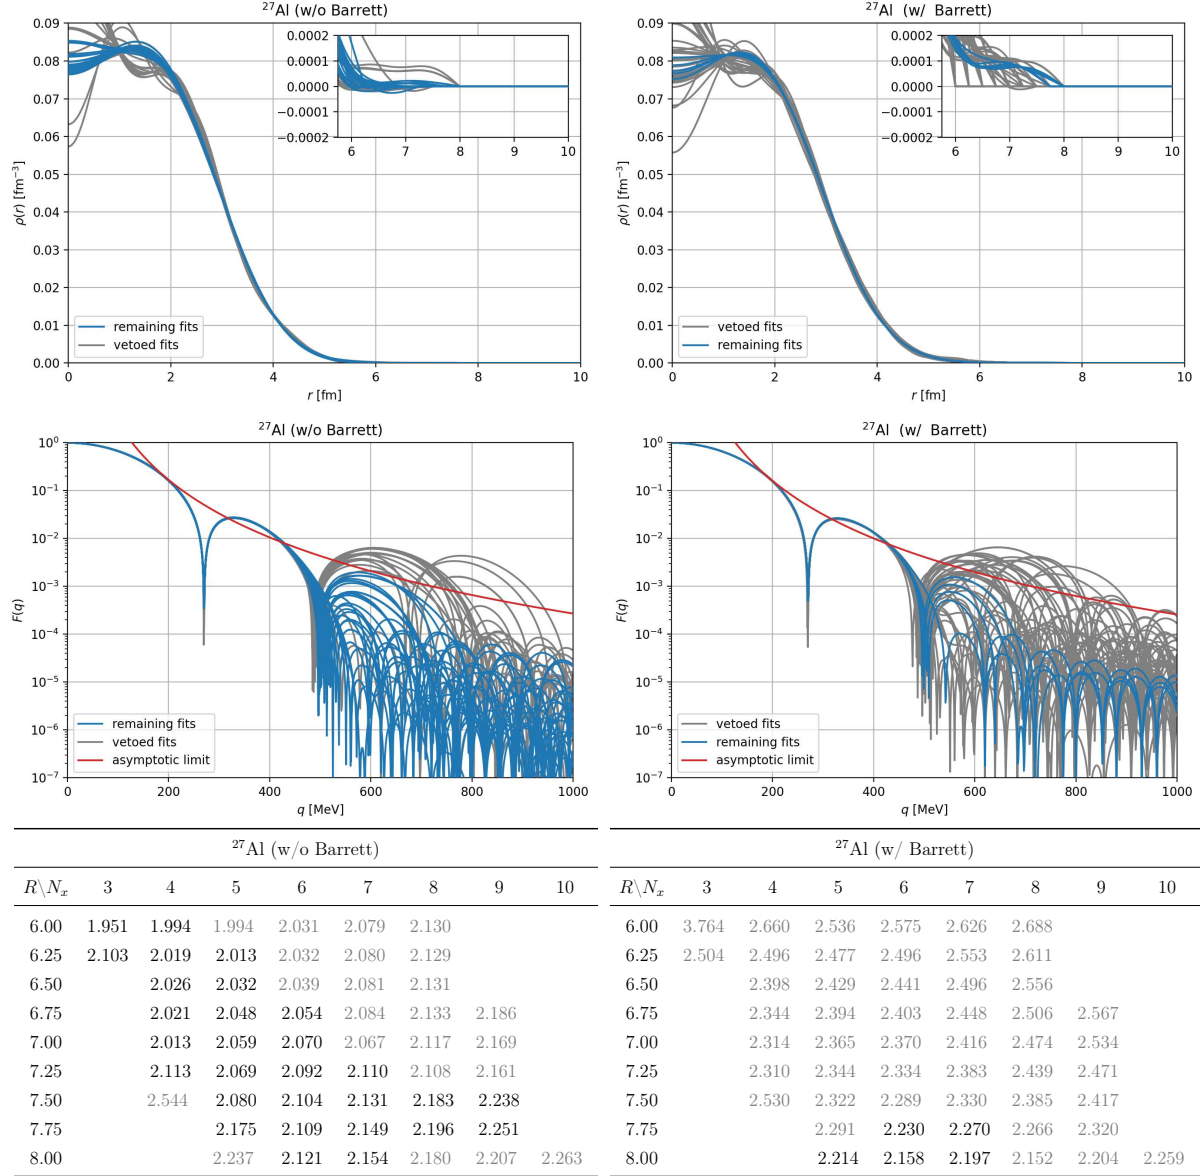 ²⁷Al (w/o Barrett)
0.09
0.08
0.07
0.06
0.05
0.04
0.03
0.02
0.01
0.00
ρ(r) [fm⁻³]
0.0002
0.0001
0.0000
−0.0001
−0.0002
6 7 8 9 10
remaining fits
vetoed fits
0 2 4 6 8 10
r [fm]
²⁷Al (w/ Barrett)
0.09
0.08
0.07
0.06
0.05
0.04
0.03
0.02
0.01
0.00
ρ(r) [fm⁻³]
0.0002
0.0001
0.0000
−0.0001
−0.0002
6 7 8 9 10
vetoed fits
remaining fits
0 2 4 6 8 10
r [fm]
²⁷Al (w/o Barrett)
10⁰
10⁻¹
10⁻²
10⁻³
10⁻⁴
10⁻⁵
10⁻⁶
10⁻⁷
F(q)
remaining fits
vetoed fits
asymptotic limit
0 200 400 600 800 1000
q [MeV]
²⁷Al (w/ Barrett)
10⁰
10⁻¹
10⁻²
10⁻³
10⁻⁴
10⁻⁵
10⁻⁶
10⁻⁷
F(q)
vetoed fits
remaining fits
asymptotic limit
0 200 400 600 800 1000
q [MeV]
²⁷Al (w/o Barrett)
R\Nₓ 3 4 5 6 7 8 9 10
6.00 1.951 1.994 1.994 2.031 2.079 2.130
6.25 2.103 2.019 2.013 2.032 2.080 2.129
6.50 2.026 2.032 2.039 2.081 2.131
6.75 2.021 2.048 2.054 2.084 2.133 2.186
7.00 2.013 2.059 2.070 2.067 2.117 2.169
7.25 2.113 2.069 2.092 2.110 2.108 2.161
7.50 2.544 2.080 2.104 2.131 2.183 2.238
7.75 2.175 2.109 2.149 2.196 2.251
8.00 2.237 2.121 2.154 2.180 2.207 2.263
²⁷Al (w/ Barrett)
R\Nₓ 3 4 5 6 7 8 9 10
6.00 3.764 2.660 2.536 2.575 2.626 2.688
6.25 2.504 2.496 2.477 2.496 2.553 2.611
6.50 2.398 2.429 2.441 2.496 2.556
6.75 2.344 2.394 2.403 2.448 2.506 2.567
7.00 2.314 2.365 2.370 2.416 2.474 2.534
7.25 2.310 2.344 2.334 2.383 2.439 2.471
7.50 2.530 2.322 2.289 2.330 2.385 2.417
7.75 2.291 2.230 2.270 2.266 2.320
8.00 2.214 2.158 2.197 2.152 2.204 2.259